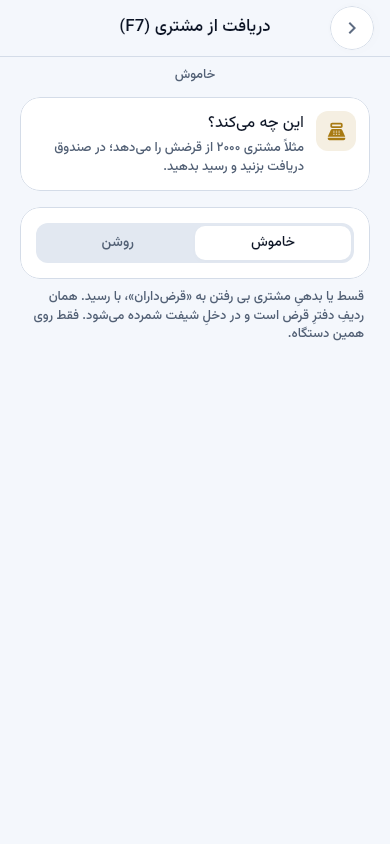 دریافت از مشتری (F7)
خاموش
این چه می‌کند؟
مثلاً مشتری ۲۰۰۰ از قرضش را می‌دهد؛ در صندوق
دریافت بزنید و رسید بدهید.
خاموش
روشن
قسط یا بدهیِ مشتری بی رفتن به «قرض‌داران»، با رسید. همان
ردیفِ دفترِ قرض است و در دخلِ شیفت شمرده می‌شود. فقط روی
همین دستگاه.